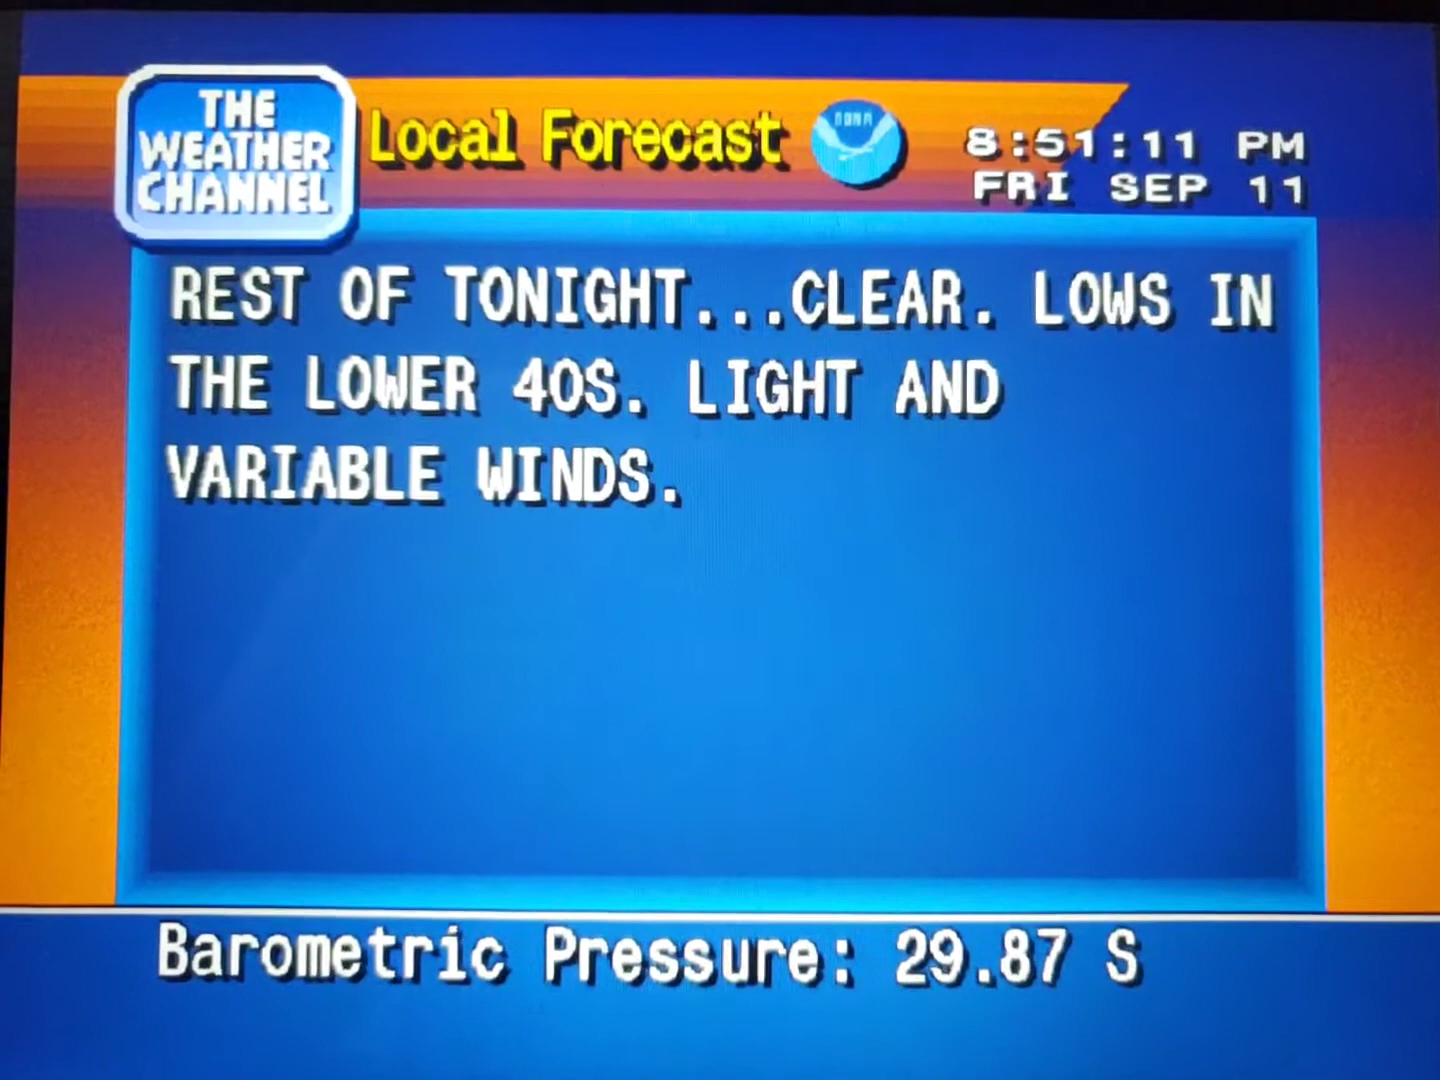 THE
WEATHER
CHANNEL
Local Forecast
NOAA
8:51:11 PM
FRI SEP 11
REST OF TONIGHT...CLEAR. LOWS IN
THE LOWER 40S. LIGHT AND
VARIABLE WINDS.
Barometric Pressure: 29.87 S